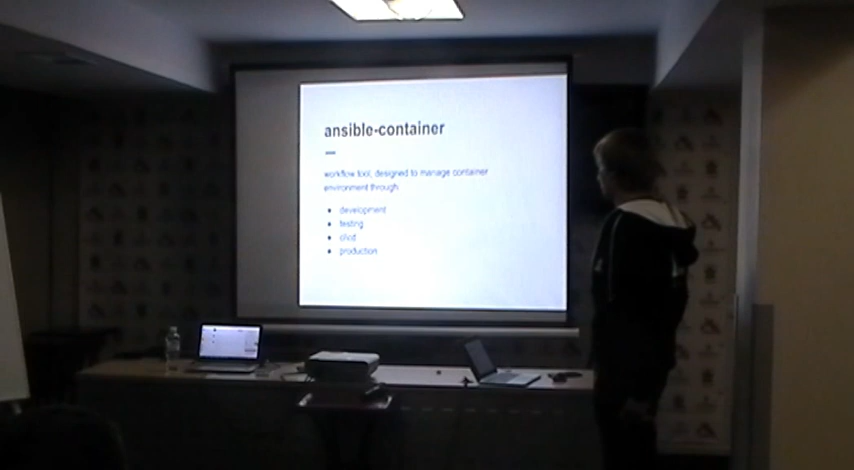 ansible-container
workflow tool, designed to manage container
environment through
development
testing
ci/cd
production